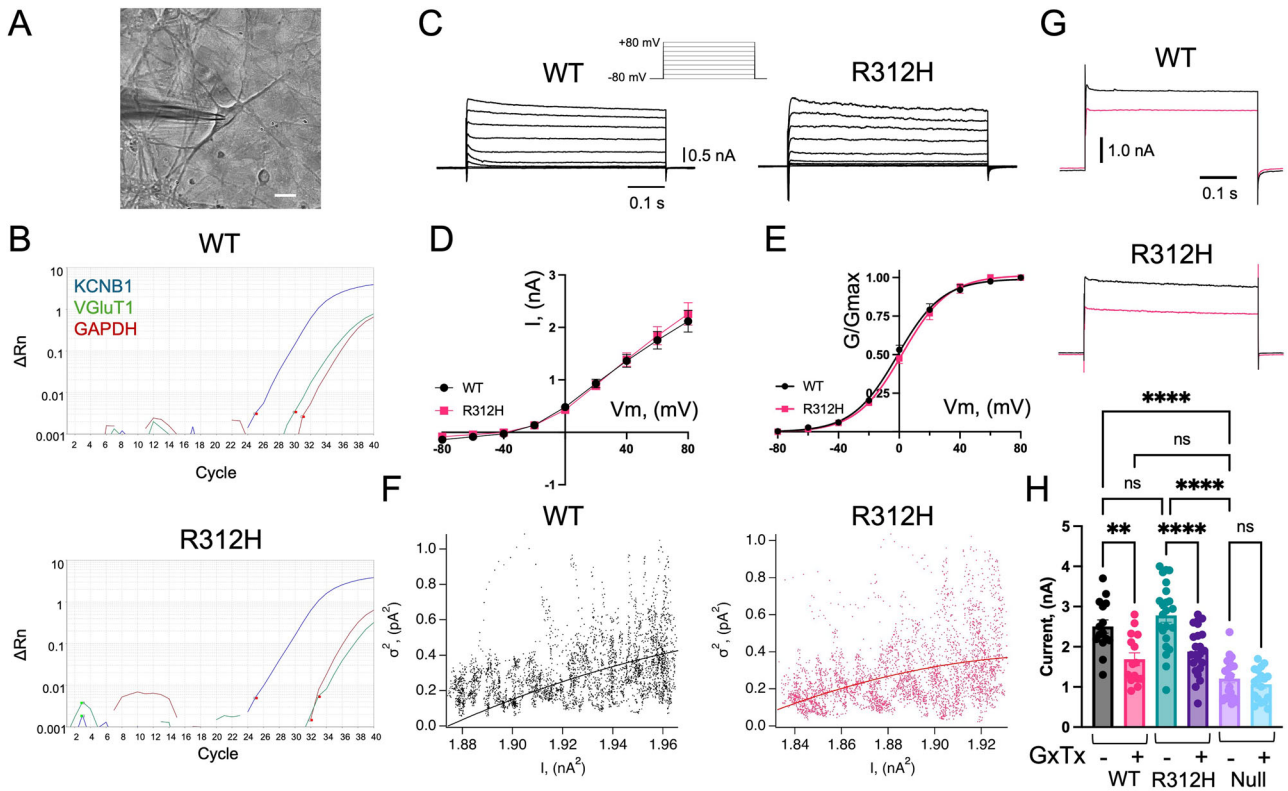 A
B
WT
KCNB1
VGluT1
GAPDH
ΔRn
10
1
0.1
0.01
0.001
2 4 6 8 10 12 14 16 18 20 22 24 26 28 30 32 34 36 38 40
Cycle
R312H
ΔRn
10
1
0.1
0.01
0.001
2 4 6 8 10 12 14 16 18 20 22 24 26 28 30 32 34 36 38 40
Cycle
C
WT
+80 mV
-80 mV
R312H
0.5 nA
0.1 s
D
I, (nA)
3
2
1
-1
WT
R312H
Vm, (mV)
-80 -40 40 80
E
G/Gmax
1.00
0.75
0.50
0.25
WT
R312H
Vm, (mV)
-80 -40 0 40 80
F
WT
σ², (pA²)
1.0
0.8
0.6
0.4
0.2
0.0
1.88 1.90 1.92 1.94 1.96
I, (nA²)
R312H
σ², (pA²)
1.0
0.8
0.6
0.4
0.2
0.0
1.84 1.86 1.88 1.90 1.92
I, (nA²)
G
WT
1.0 nA
0.1 s
R312H
H
****
ns
ns
****
**
****
ns
Current, (nA)
5
4
3
2
1
0
GxTx - + - + - +
WT R312H Null